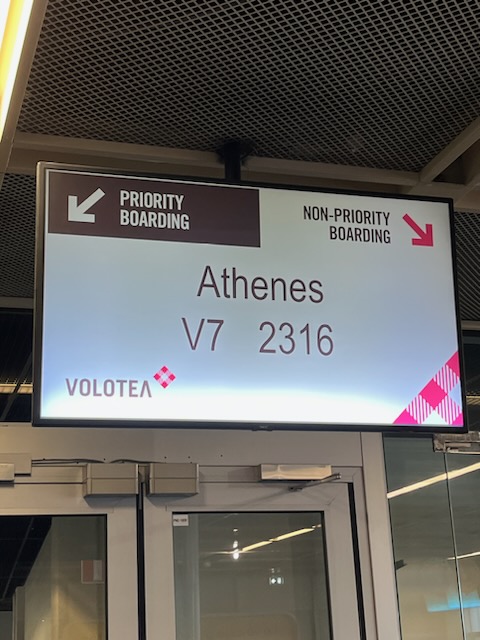 PRIORITY
BOARDING
NON-PRIORITY
BOARDING
Athenes
V7 2316
VOLOTEA